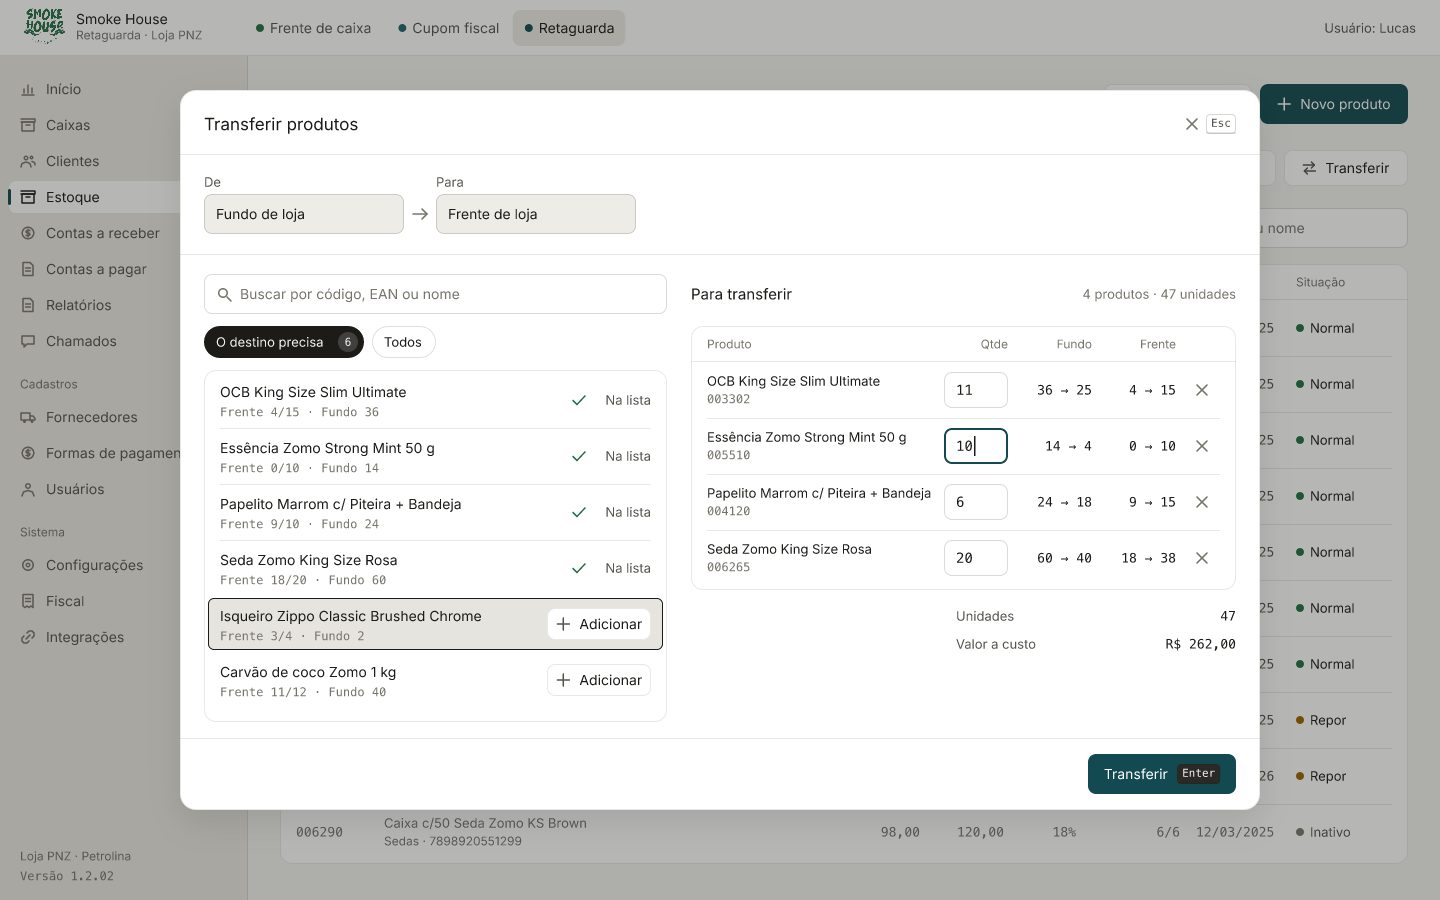 SMOKE HOUSE
Smoke House
Retaguarda · Loja PNZ
Frente de caixa
Cupom fiscal
Retaguarda
Usuário: Lucas
Início
Caixas
Clientes
Estoque
Contas a receber
Contas a pagar
Relatórios
Chamados
Cadastros
Fornecedores
Formas de pagamen
Usuários
Sistema
Configurações
Fiscal
Integrações
Loja PNZ · Petrolina
Versão 1.2.02
Novo produto
Transferir
nome
Situação
25 Normal
25 Normal
25 Normal
25 Normal
25 Normal
25 Normal
25 Normal
25 Repor
26 Repor
006290 Caixa c/50 Seda Zomo KS Brown 98,00 120,00 18% 6/6 12/03/2025 Inativo
Sedas · 7898920551299
Transferir produtos
Esc
De
Para
Fundo de loja → Frente de loja
Buscar por código, EAN ou nome
O destino precisa 6
Todos
OCB King Size Slim Ultimate
Frente 4/15 · Fundo 36
Na lista
Essência Zomo Strong Mint 50 g
Frente 0/10 · Fundo 14
Na lista
Papelito Marrom c/ Piteira + Bandeja
Frente 9/10 · Fundo 24
Na lista
Seda Zomo King Size Rosa
Frente 18/20 · Fundo 60
Na lista
Isqueiro Zippo Classic Brushed Chrome
Frente 3/4 · Fundo 2
Adicionar
Carvão de coco Zomo 1 kg
Frente 11/12 · Fundo 40
Adicionar
Para transferir
4 produtos · 47 unidades
Produto Qtde Fundo Frente
OCB King Size Slim Ultimate
003302
11 36 → 25 4 → 15
Essência Zomo Strong Mint 50 g
005510
10 14 → 4 0 → 10
Papelito Marrom c/ Piteira + Bandeja
004120
6 24 → 18 9 → 15
Seda Zomo King Size Rosa
006265
20 60 → 40 18 → 38
Unidades 47
Valor a custo R$ 262,00
Transferir Enter